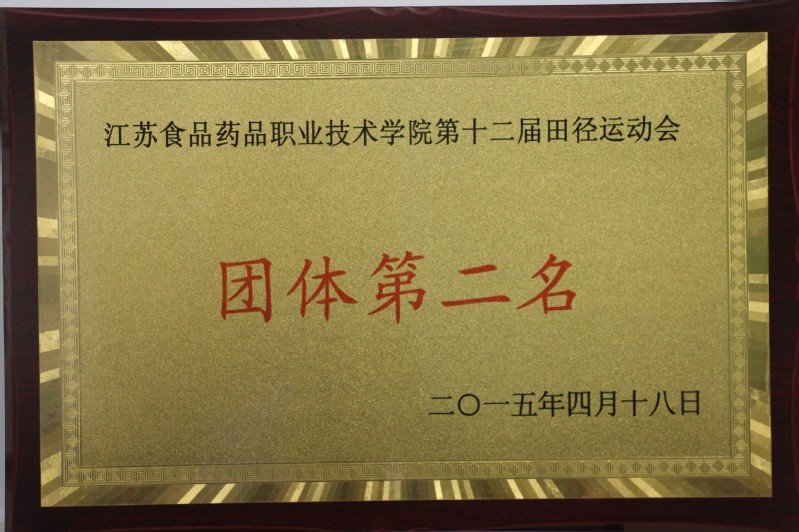 江苏食品药品职业技术学院第十二届田径运动会
团体第二名
二〇一五年四月十八日